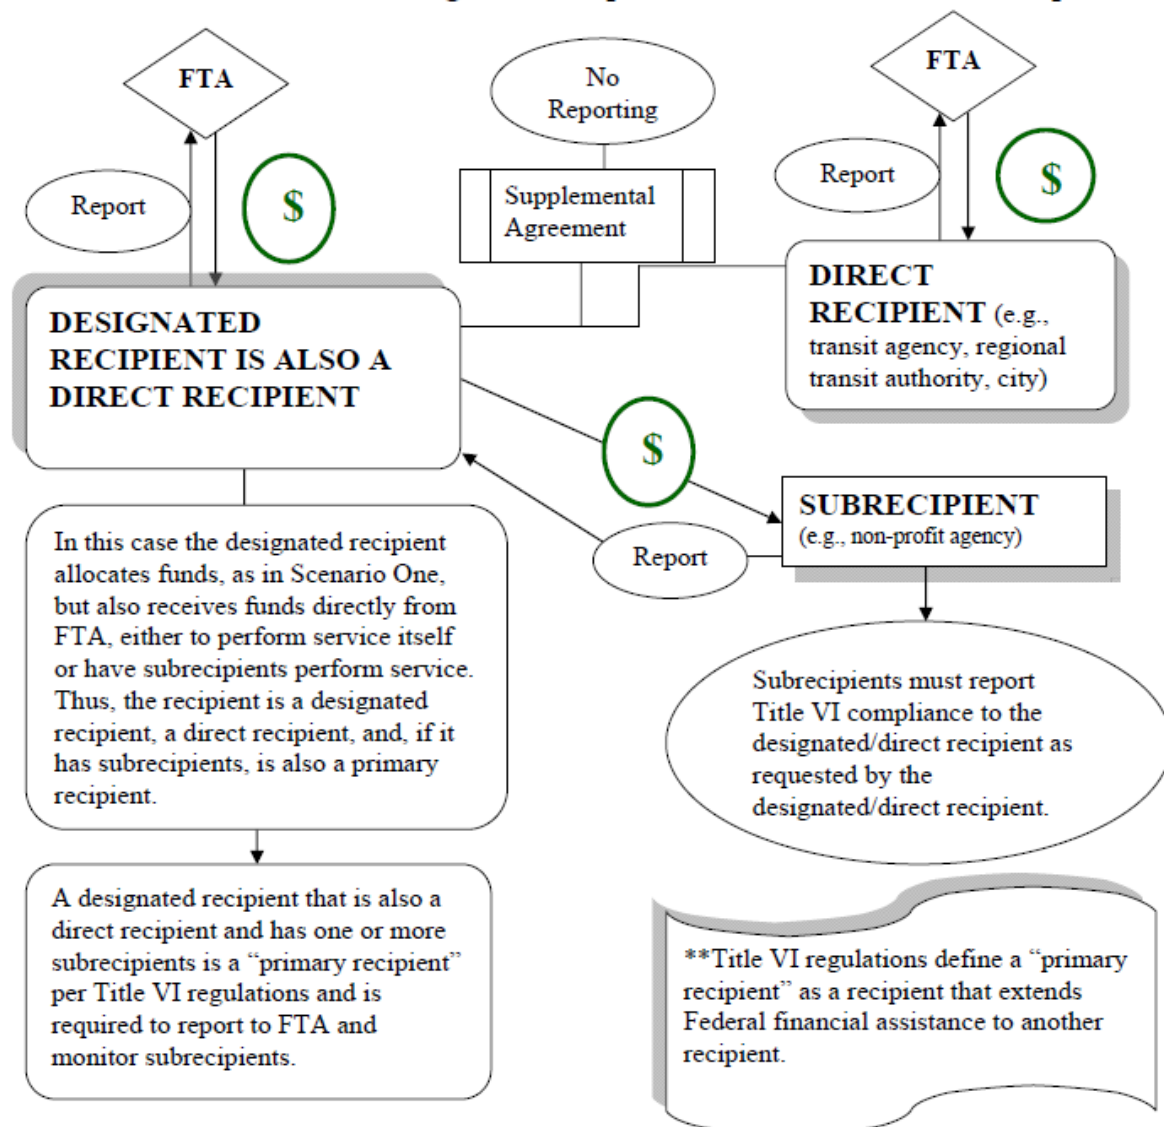 FTA
No
Reporting
FTA
Report
$
Supplemental
Agreement
Report
$
DESIGNATED
RECIPIENT IS ALSO A
DIRECT RECIPIENT
DIRECT
RECIPIENT (e.g.,
transit agency, regional
transit authority, city)
$
SUBRECIPIENT
(e.g., non-profit agency)
Report
In this case the designated recipient
allocates funds, as in Scenario One,
but also receives funds directly from
FTA, either to perform service itself
or have subrecipients perform service.
Thus, the recipient is a designated
recipient, a direct recipient, and, if it
has subrecipients, is also a primary
recipient.
Subrecipients must report
Title VI compliance to the
designated/direct recipient as
requested by the
designated/direct recipient.
A designated recipient that is also a
direct recipient and has one or more
subrecipients is a “primary recipient”
per Title VI regulations and is
required to report to FTA and
monitor subrecipients.
**Title VI regulations define a “primary
recipient” as a recipient that extends
Federal financial assistance to another
recipient.